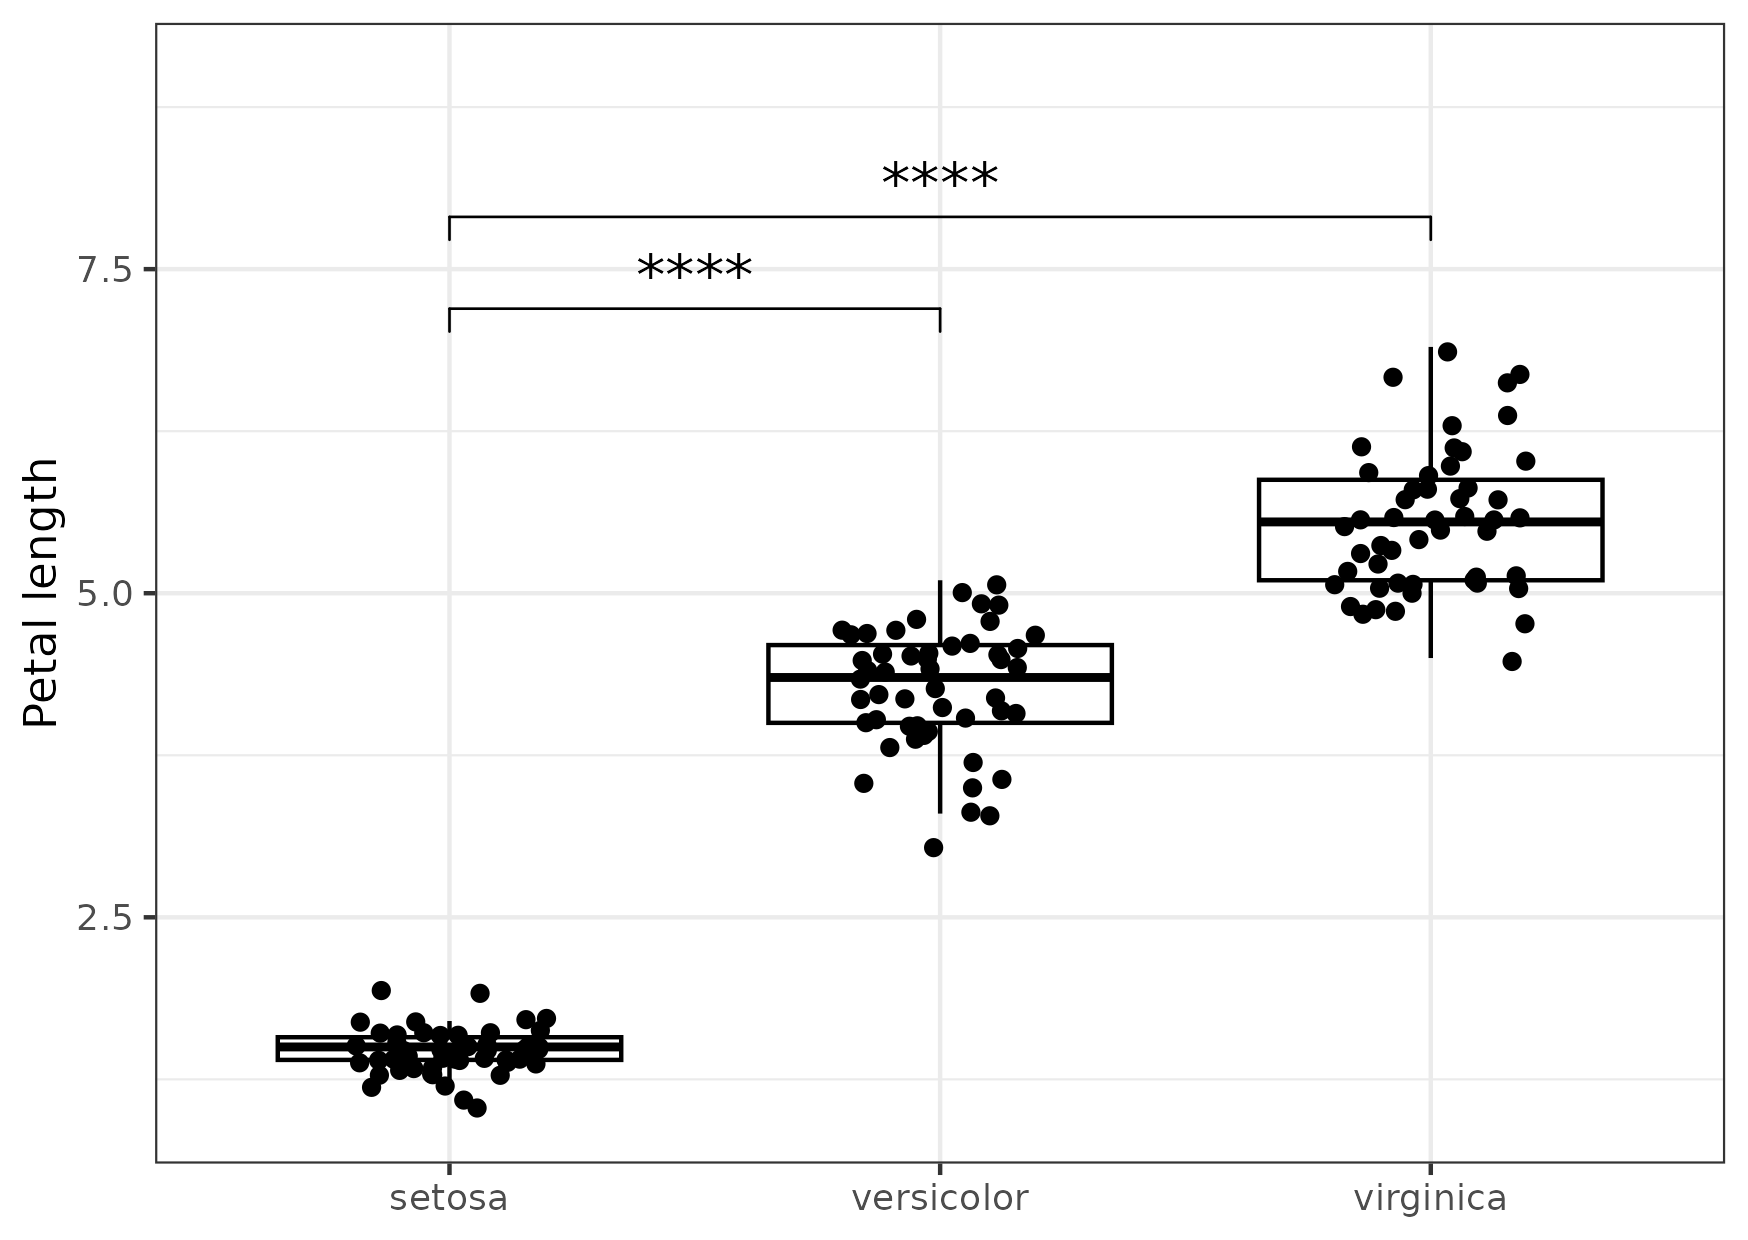 ****
****
7.5
5.0
2.5
Petal length
setosa
versicolor
virginica